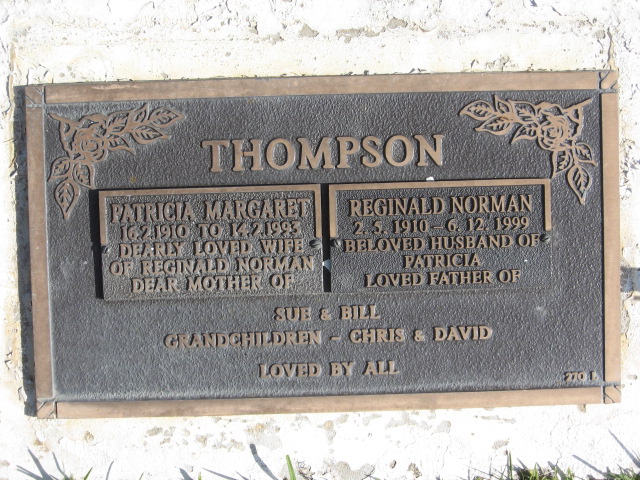 THOMPSON
PATRICIA MARGARET
16.2.1910 TO 14.7.1993
DEARLY LOVED WIFE
OF REGINALD NORMAN
DEAR MOTHER OF
REGINALD NORMAN
2. 5. 1910 - 6. 12. 1999
BELOVED HUSBAND OF
PATRICIA
LOVED FATHER OF
SUE & BILL
GRANDCHILDREN - CHRIS & DAVID
LOVED BY ALL